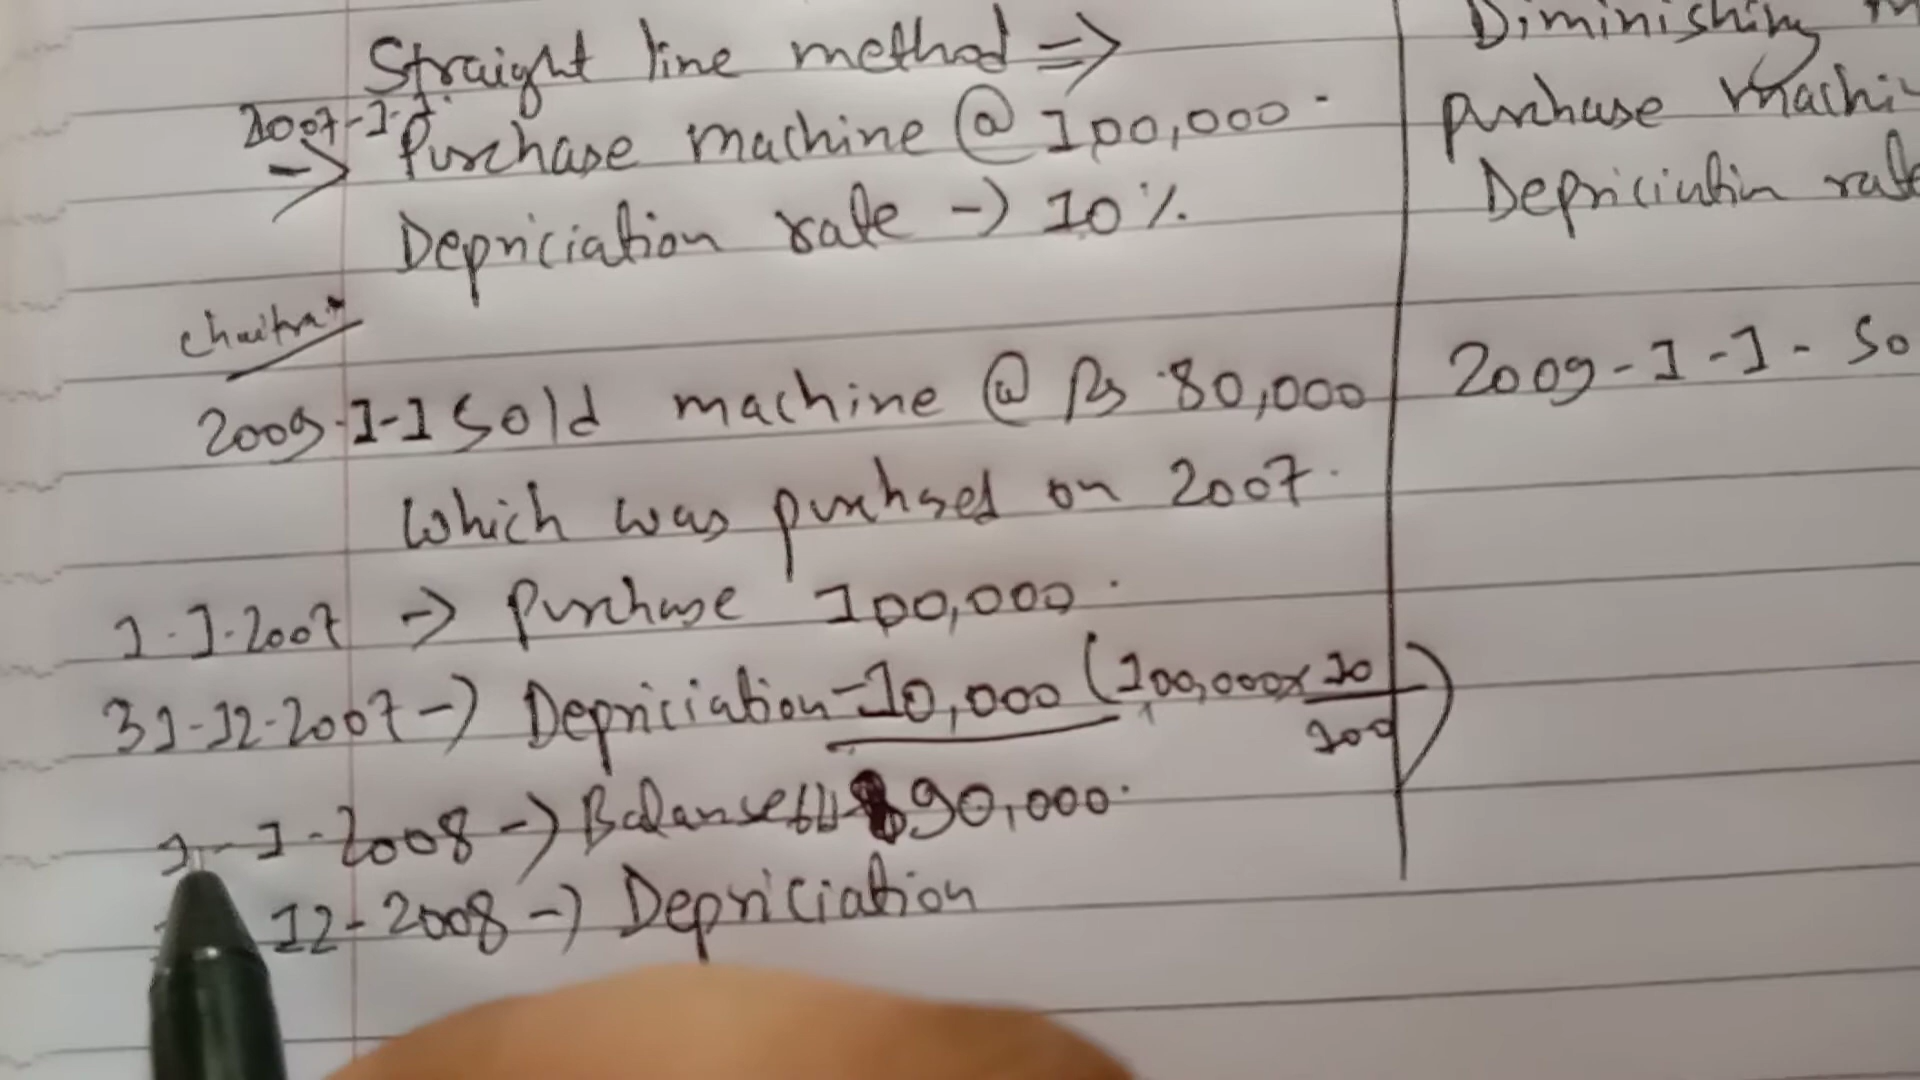 Straight line method =>
2007-1-1
-> Purchase machine @ 100,000
Depriciation rate -> 10%
chaitra
2009-1-1 Sold machine @ Rs 80,000
which was purchsed on 2007.
1-1-2007 -> purchase 100,000
31-12-2007 -> Depriciation - 10,000 (100,000 x 10/100)
1-1-2008 -> Balance 90,000
12-2008 -> Depriciation
Diminishing
purchase machi
Depriciation rate
2009-1-1- So